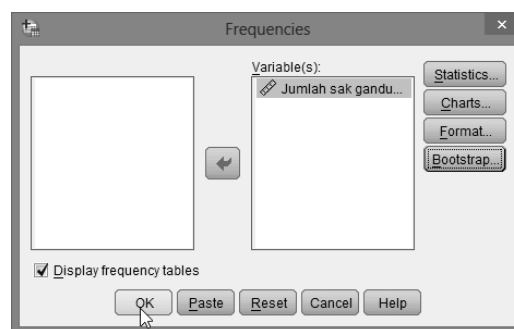 Frequencies
Variable(s):
Jumlah sak gandu...
Statistics...
Charts...
Format...
Bootstrap...
Display frequency tables
OK Paste Reset Cancel Help